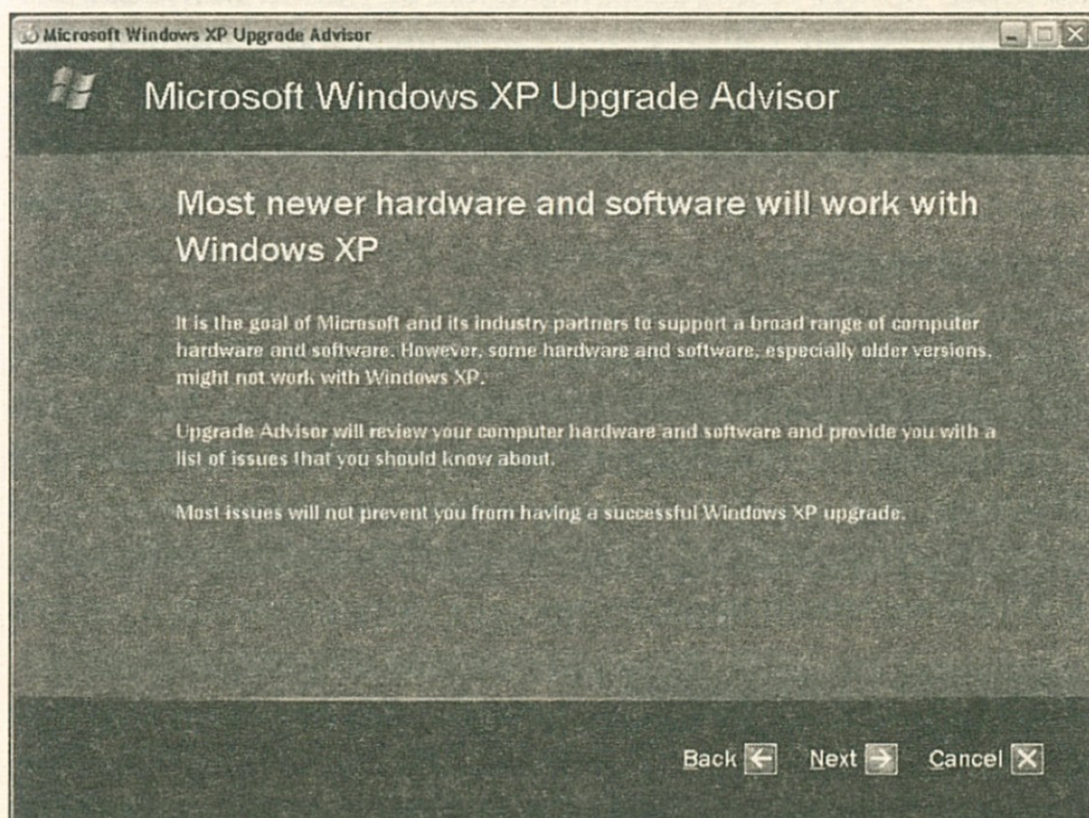 Microsoft Windows XP Upgrade Advisor
Microsoft Windows XP Upgrade Advisor
Most newer hardware and software will work with
Windows XP
It is the goal of Microsoft and its industry partners to support a broad range of computer
hardware and software. However, some hardware and software, especially older versions,
might not work with Windows XP.
Upgrade Advisor will review your computer hardware and software and provide you with a
list of issues that you should know about.
Most issues will not prevent you from having a successful Windows XP upgrade.
Back Next Cancel